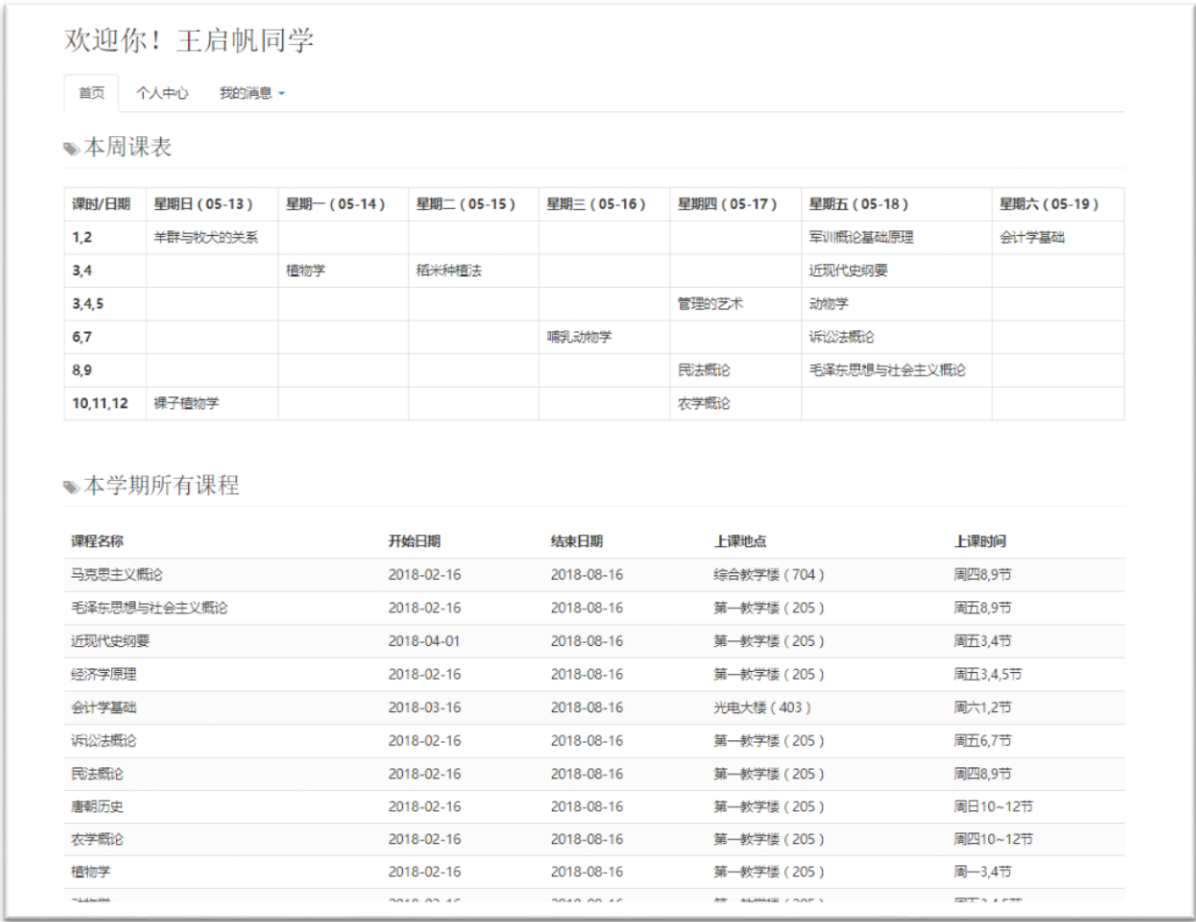 欢迎你！王启帆同学
首页 个人中心 我的消息
本周课表
课时/日期 星期日（05-13） 星期一（05-14） 星期二（05-15） 星期三（05-16） 星期四（05-17） 星期五（05-18） 星期六（05-19）
1,2 羊群与牧犬的关系 军训概论基础原理 会计学基础
3,4 植物学 稻米种植法 近现代史纲要
3,4,5 管理的艺术 动物学
6,7 哺乳动物学 诉讼法概论
8,9 民法概论 毛泽东思想与社会主义概论
10,11,12 裸子植物学 农学概论
本学期所有课程
课程名称 开始日期 结束日期 上课地点 上课时间
马克思主义概论 2018-02-16 2018-08-16 综合教学楼（704） 周四8,9节
毛泽东思想与社会主义概论 2018-02-16 2018-08-16 第一教学楼（205） 周五8,9节
近现代史纲要 2018-04-01 2018-08-16 第一教学楼（205） 周五3,4节
经济学原理 2018-02-16 2018-08-16 第一教学楼（205） 周五3,4,5节
会计学基础 2018-03-16 2018-08-16 光电大楼（403） 周六1,2节
诉讼法概论 2018-02-16 2018-08-16 第一教学楼（205） 周五6,7节
民法概论 2018-02-16 2018-08-16 第一教学楼（205） 周四8,9节
唐朝历史 2018-02-16 2018-08-16 第一教学楼（205） 周日10~12节
农学概论 2018-02-16 2018-08-16 第一教学楼（205） 周四10~12节
植物学 2018-02-16 2018-08-16 第一教学楼（205） 周一3,4节